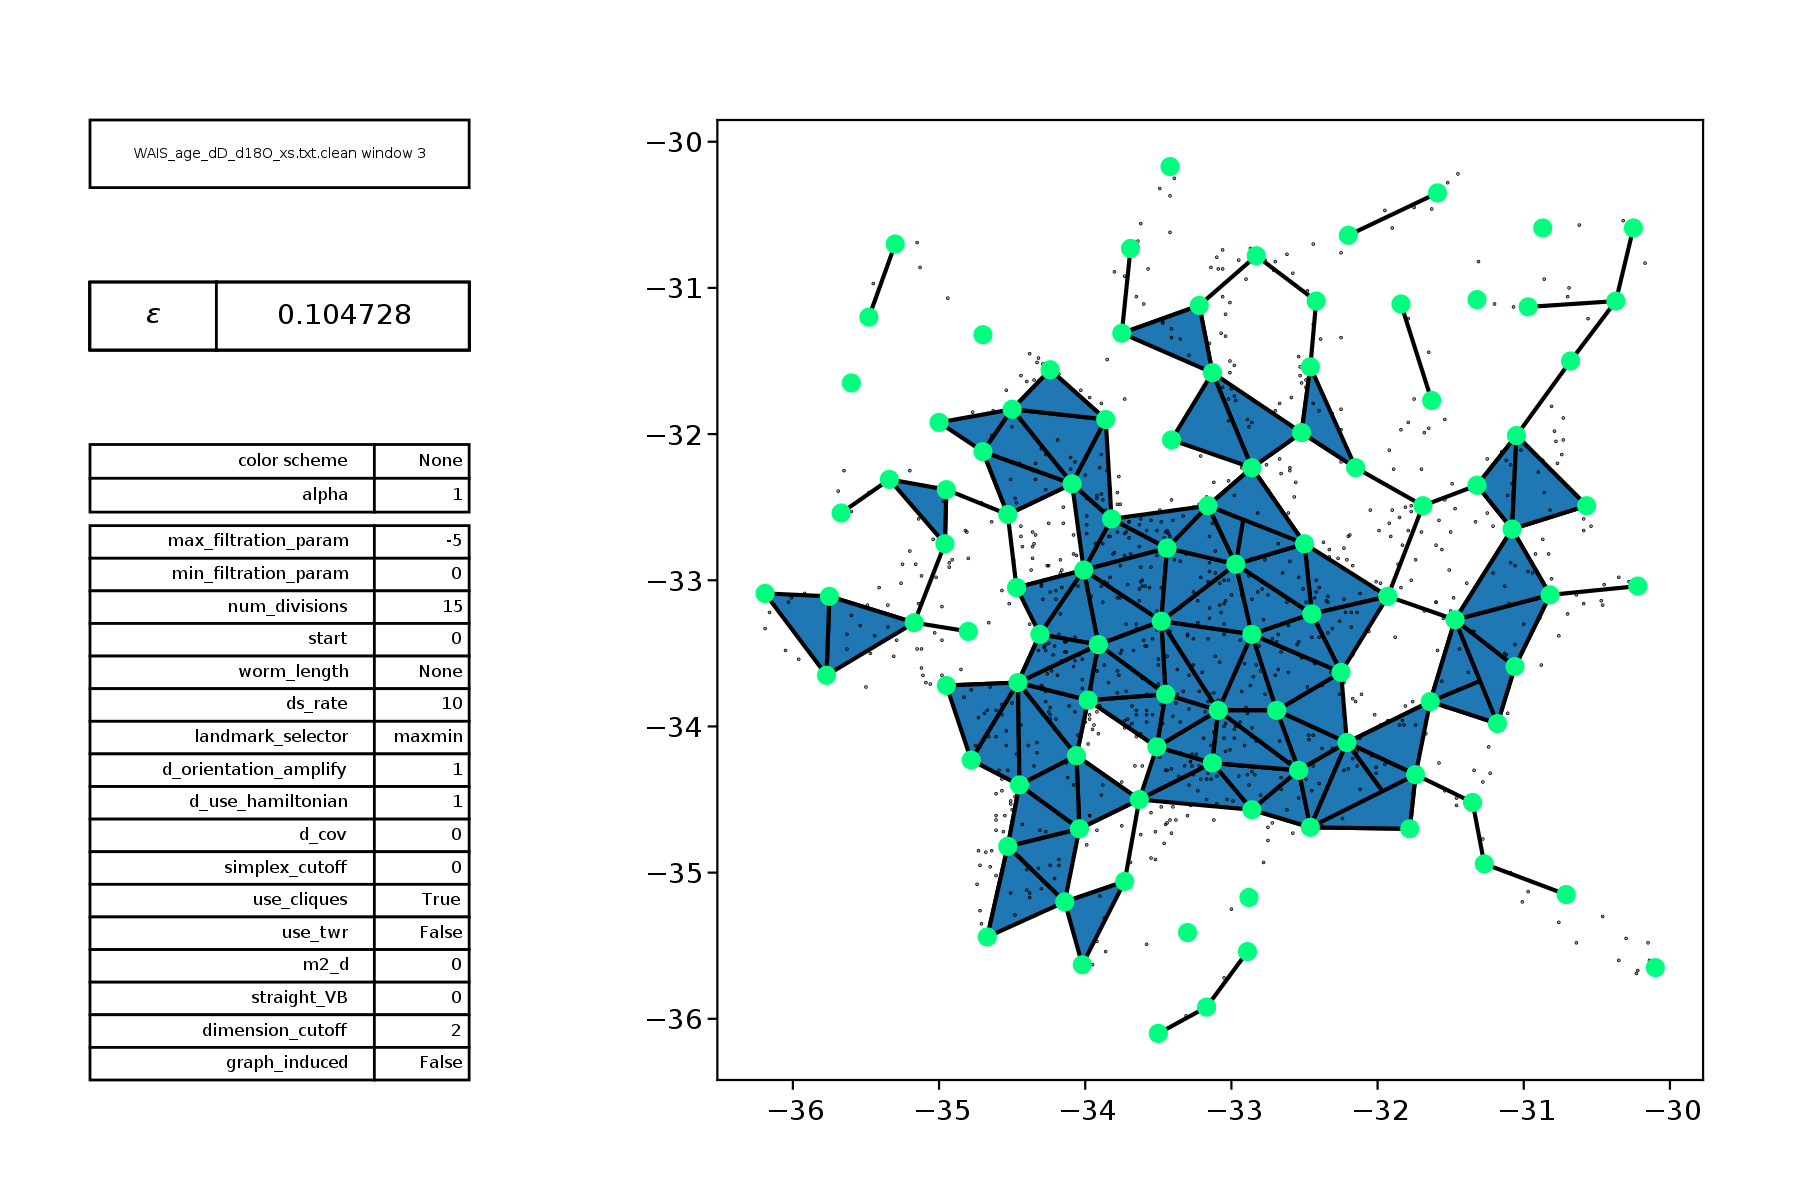 WAIS_age_dD_d18O_xs.txt.clean window 3
ε 0.104728
color scheme None
alpha 1
max_filtration_param -5
min_filtration_param 0
num_divisions 15
start 0
worm_length None
ds_rate 10
landmark_selector maxmin
d_orientation_amplify 1
d_use_hamiltonian 1
d_cov 0
simplex_cutoff 0
use_cliques True
use_twr False
m2_d 0
straight_VB 0
dimension_cutoff 2
graph_induced False
−30
−31
−32
−33
−34
−35
−36
−36 −35 −34 −33 −32 −31 −30